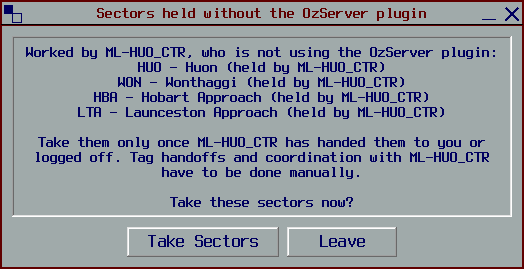 Sectors held without the OzServer plugin
Worked by ML-HUO_CTR, who is not using the OzServer plugin:
HUO - Huon (held by ML-HUO_CTR)
WON - Wonthaggi (held by ML-HUO_CTR)
HBA - Hobart Approach (held by ML-HUO_CTR)
LTA - Launceston Approach (held by ML-HUO_CTR)
Take them only once ML-HUO_CTR has handed them to you or
logged off. Tag handoffs and coordination with ML-HUO_CTR
have to be done manually.
Take these sectors now?
Take Sectors
Leave